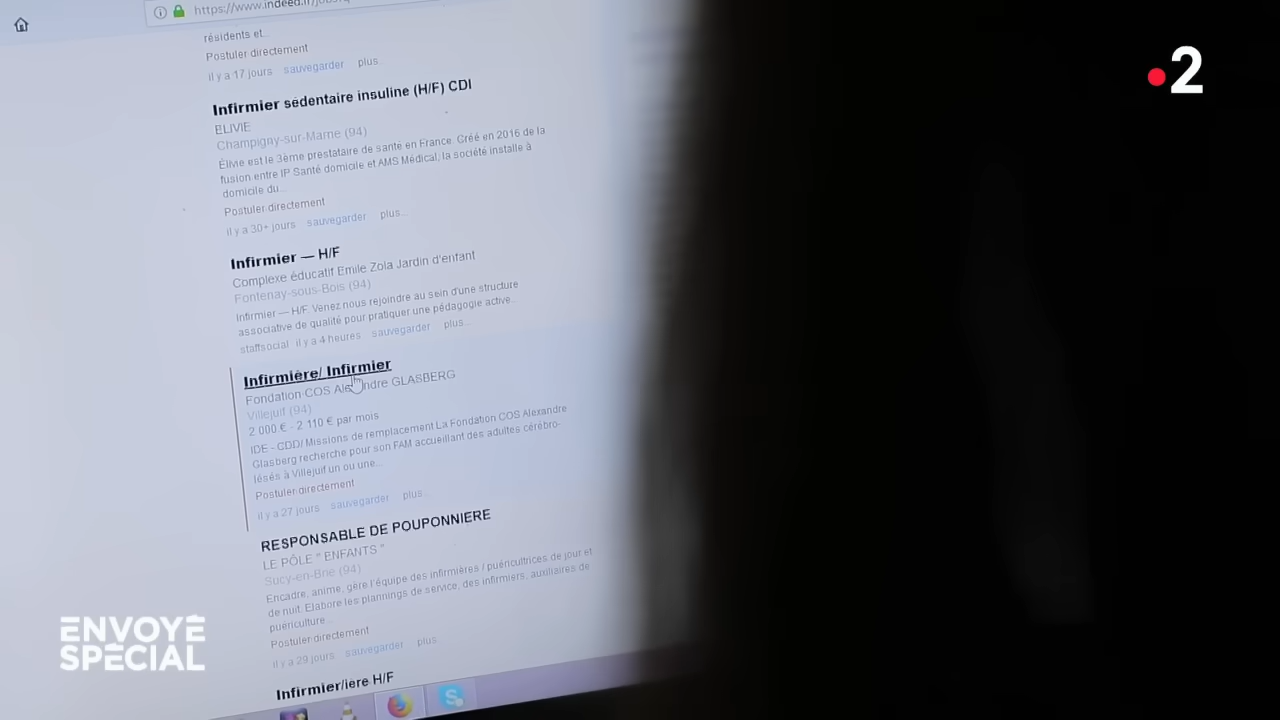 https://www.indeed.fr/jobs?q
résidents et...
Postuler directement
il y a 17 jours sauvegarder plus...
Infirmier sédentaire insuline (H/F) CDI
ELIVIE
Champigny-sur-Marne (94)
Élivie est le 3ème prestataire de santé en France. Créé en 2016 de la
fusion entre IP Santé domicile et AMS Médical, la société installe à
domicile du...
Postuler directement
il y a 30+ jours sauvegarder plus...
Infirmier — H/F
Complexe éducatif Emile Zola Jardin d'enfant
Fontenay-sous-Bois (94)
Infirmier — H/F. Venez nous rejoindre au sein d'une structure
associative de qualité pour pratiquer une pédagogie active...
staffsocial il y a 4 heures sauvegarder plus...
Infirmière/ Infirmier
Fondation COS Alexandre GLASBERG
Villejuif (94)
2 000 € - 2 110 € par mois
IDE - CDD/ Missions de remplacement La Fondation COS Alexandre
Glasberg recherche pour son FAM accueillant des adultes cérébro-
lésés à Villejuif un ou une...
Postuler directement
il y a 27 jours sauvegarder plus...
RESPONSABLE DE POUPONNIERE
LE PÔLE " ENFANTS "
Sucy-en-Brie (94)
Encadre, anime, gère l'équipe des infirmières / puéricultrices de jour et
de nuit. Élabore les plannings de service, des infirmiers, auxiliaires de
puériculture...
Postuler directement
il y a 29 jours sauvegarder plus...
Infirmier/iere H/F
2
ENVOYÉ
SPÉCIAL